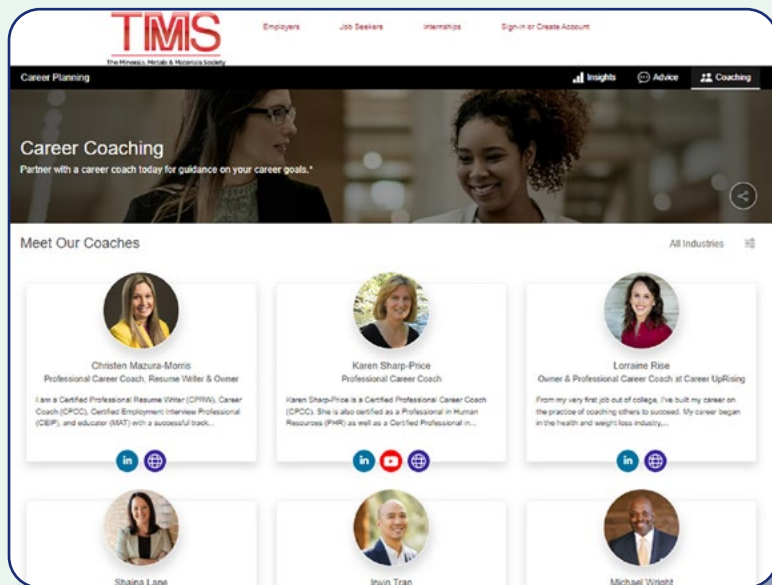 TMS
The Minerals, Metals & Materials Society
Employers
Job Seekers
Internships
Sign-in or Create Account
Career Planning
Insights
Advice
Coaching
Career Coaching
Partner with a career coach today for guidance on your career goals.*
Meet Our Coaches
All Industries
Christen Mazura-Morris
Professional Career Coach, Resume Writer & Owner
I am a Certified Professional Resume Writer (CPRW), Career
Coach (CPCC), Certified Employment Interview Professional
(CEIP), and educator (MAT) with a successful track...
in
Karen Sharp-Price
Professional Career Coach
Karen Sharp-Price is a Certified Professional Career Coach
(CPCC). She is also certified as a Professional in Human
Resources (PHR) as well as a Certified Professional in...
in
Lorraine Rise
Owner & Professional Career Coach at Career UpRising
From my very first job out of college, I've built my career on
the practice of coaching others to succeed. My career began
in the health and weight loss industry,...
in
Shaina Lane
Irwin Tran
Michael Wright